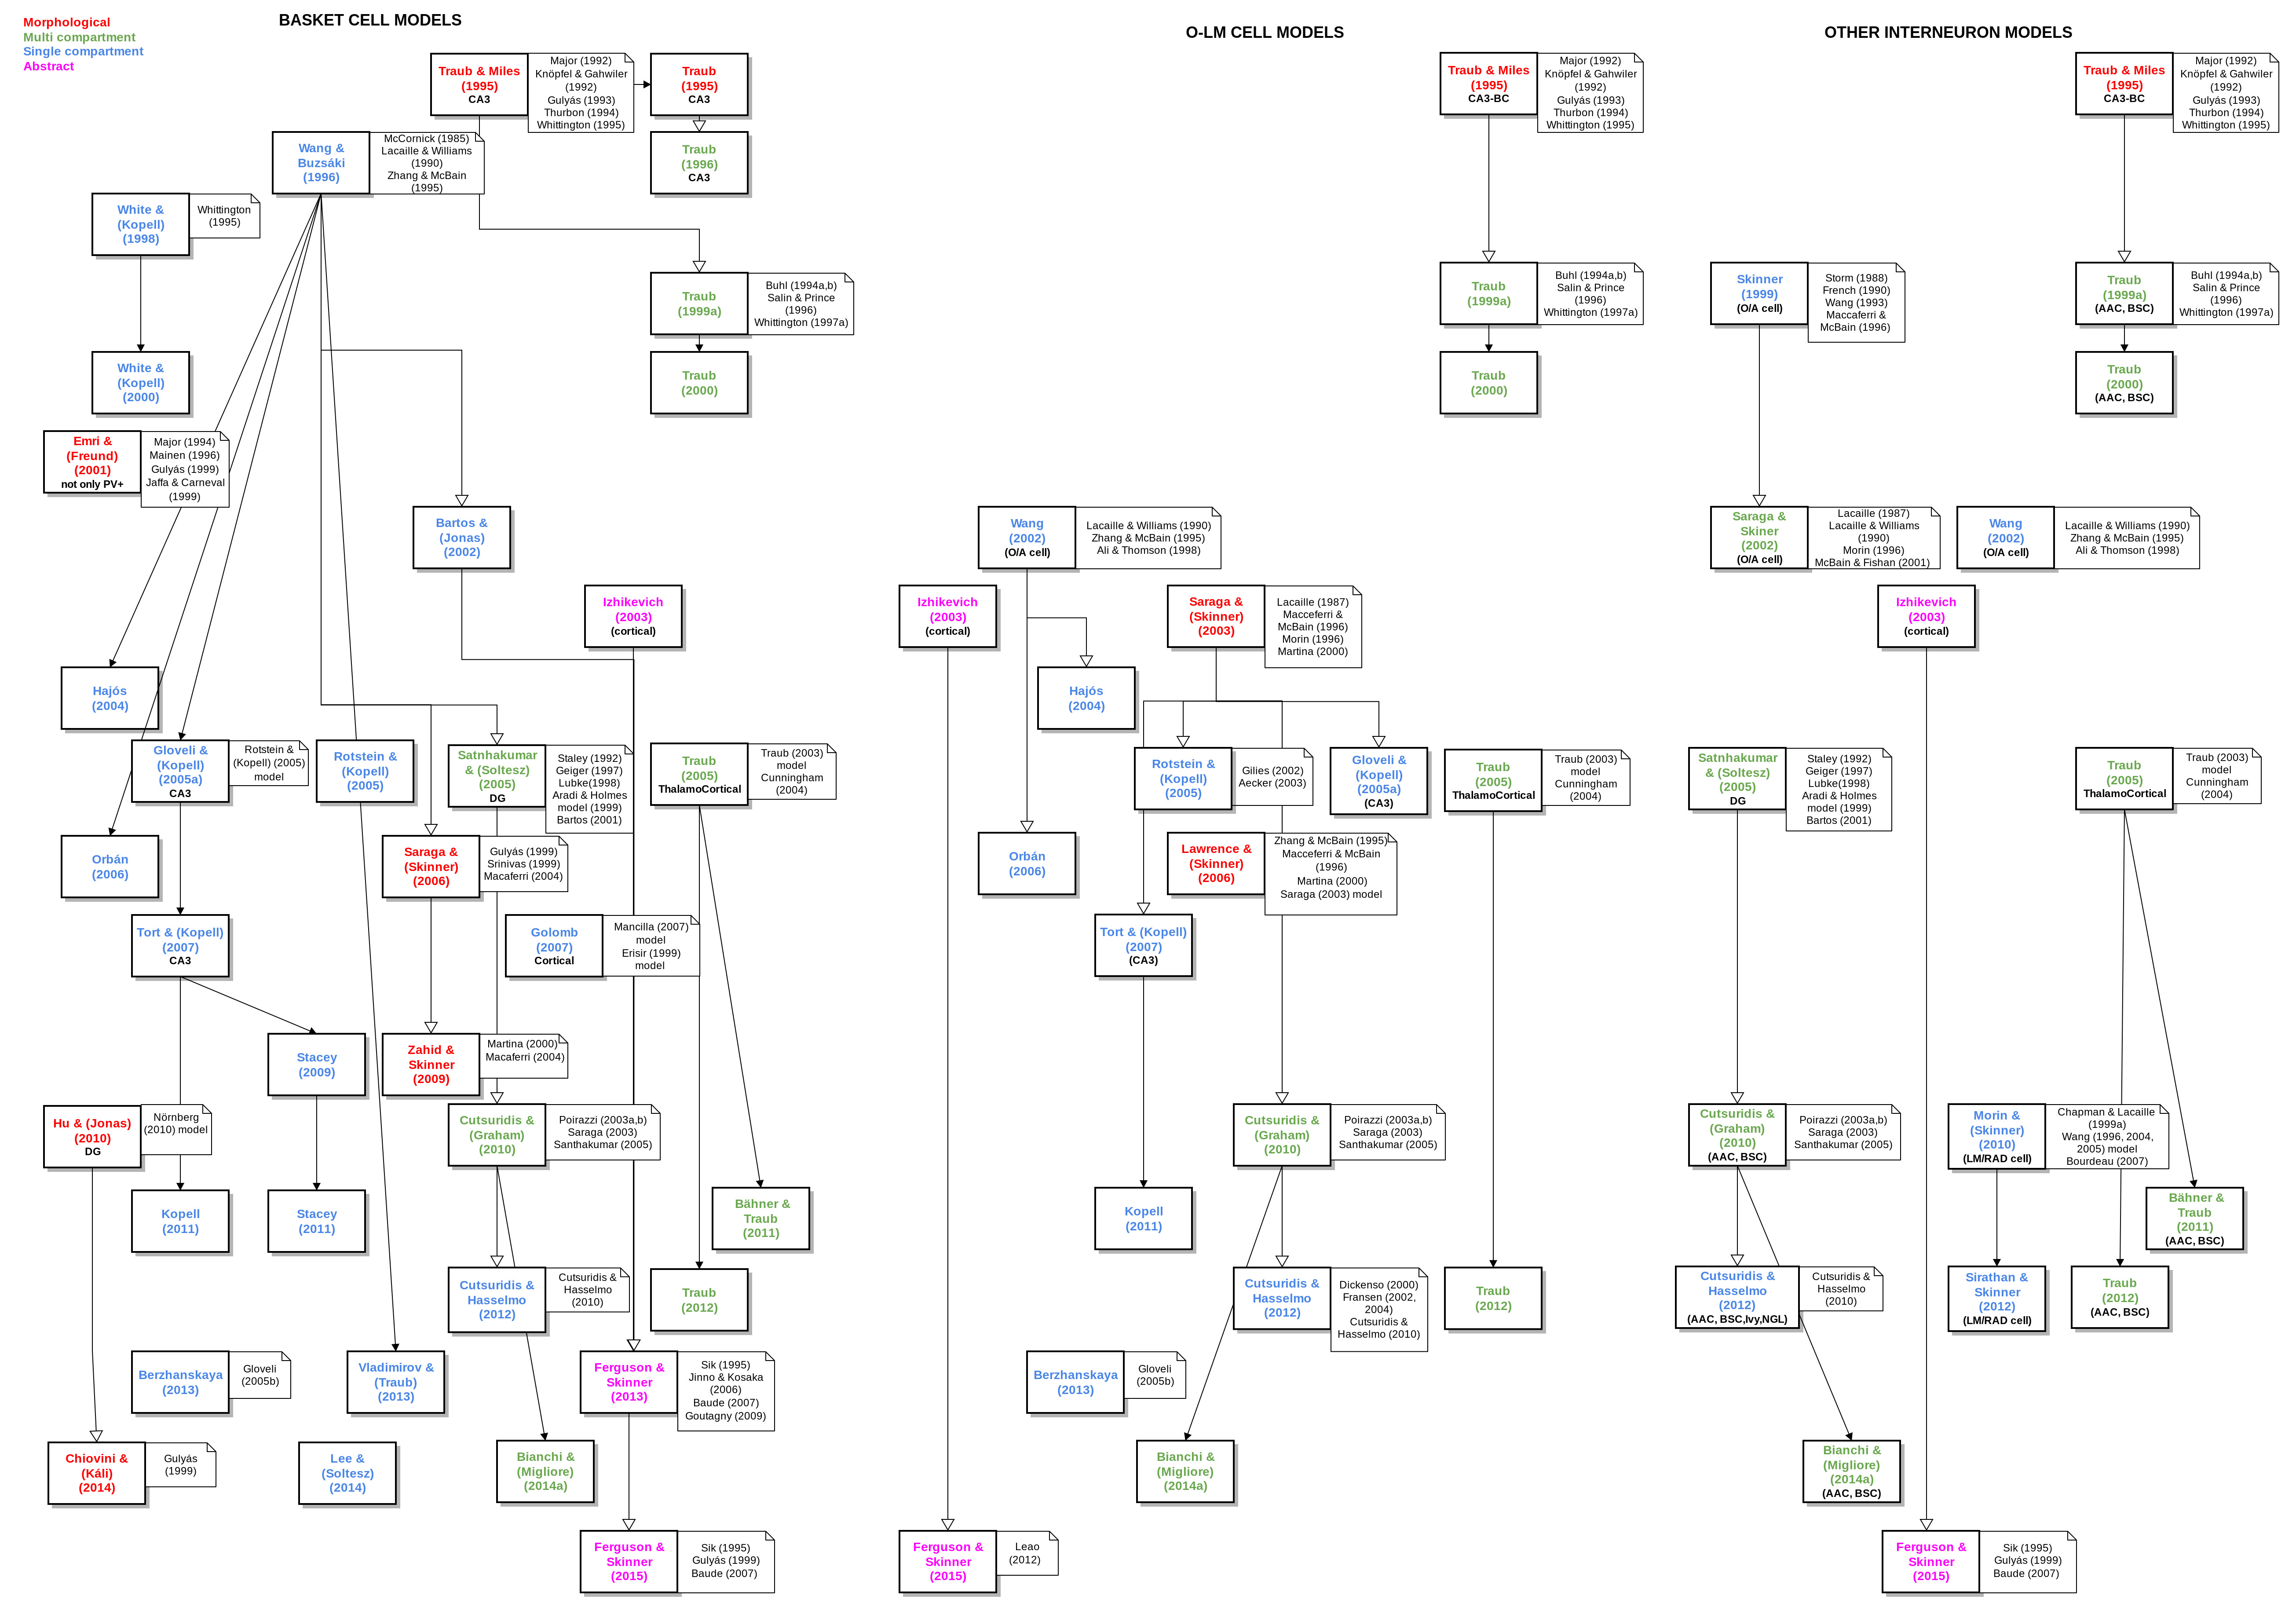 Morphological
Multi compartment
Single compartment
Abstract
BASKET CELL MODELS
Traub & Miles
(1995)
CA3
Major (1992)
Knöpfel & Gahwiler
(1992)
Gulyás (1993)
Thurbon (1994)
Whittington (1995)
Traub
(1995)
CA3
Wang &
Buzsáki
(1996)
McCornick (1985)
Lacaille & Williams
(1990)
Zhang & McBain
(1995)
Traub
(1996)
CA3
White &
(Kopell)
(1998)
Whittington
(1995)
Traub
(1999a)
Buhl (1994a,b)
Salin & Prince
(1996)
Whittington (1997a)
White &
(Kopell)
(2000)
Traub
(2000)
Emri &
(Freund)
(2001)
not only PV+
Major (1994)
Mainen (1996)
Gulyás (1999)
Jaffa & Carneval
(1999)
Bartos &
(Jonas)
(2002)
Izhikevich
(2003)
(cortical)
Hajós
(2004)
Gloveli &
(Kopell)
(2005a)
CA3
Rotstein &
(Kopell) (2005)
model
Rotstein &
(Kopell)
(2005)
Satnhakumar
& (Soltesz)
(2005)
DG
Staley (1992)
Geiger (1997)
Lubke(1998)
Aradi & Holmes
model (1999)
Bartos (2001)
Traub
(2005)
ThalamoCortical
Traub (2003)
model
Cunningham
(2004)
Orbán
(2006)
Saraga &
(Skinner)
(2006)
Gulyás (1999)
Srinivas (1999)
Macaferri (2004)
Tort & (Kopell)
(2007)
CA3
Golomb
(2007)
Cortical
Mancilla (2007)
model
Erisir (1999)
model
Stacey
(2009)
Zahid &
Skinner
(2009)
Martina (2000)
Macaferri (2004)
Hu & (Jonas)
(2010)
DG
Nörnberg
(2010) model
Cutsuridis &
(Graham)
(2010)
Poirazzi (2003a,b)
Saraga (2003)
Santhakumar (2005)
Kopell
(2011)
Stacey
(2011)
Bähner &
Traub
(2011)
Cutsuridis &
Hasselmo
(2012)
Cutsuridis &
Hasselmo
(2010)
Traub
(2012)
Berzhanskaya
(2013)
Gloveli
(2005b)
Vladimirov &
(Traub)
(2013)
Ferguson &
Skinner
(2013)
Sik (1995)
Jinno & Kosaka
(2006)
Baude (2007)
Goutagny (2009)
Chiovini &
(Káli)
(2014)
Gulyás
(1999)
Lee &
(Soltesz)
(2014)
Bianchi &
(Migliore)
(2014a)
Ferguson &
Skinner
(2015)
Sik (1995)
Gulyás (1999)
Baude (2007)
O-LM CELL MODELS
Traub & Miles
(1995)
CA3-BC
Major (1992)
Knöpfel & Gahwiler
(1992)
Gulyás (1993)
Thurbon (1994)
Whittington (1995)
Traub
(1999a)
Buhl (1994a,b)
Salin & Prince
(1996)
Whittington (1997a)
Traub
(2000)
Wang
(2002)
(O/A cell)
Lacaille & Williams (1990)
Zhang & McBain (1995)
Ali & Thomson (1998)
Izhikevich
(2003)
(cortical)
Saraga &
(Skinner)
(2003)
Lacaille (1987)
Macceferri &
McBain (1996)
Morin (1996)
Martina (2000)
Hajós
(2004)
Rotstein &
(Kopell)
(2005)
Gilies (2002)
Aecker (2003)
Gloveli &
(Kopell)
(2005a)
(CA3)
Traub
(2005)
ThalamoCortical
Traub (2003)
model
Cunningham
(2004)
Orbán
(2006)
Lawrence &
(Skinner)
(2006)
Zhang & McBain (1995)
Macceferri & McBain
(1996)
Martina (2000)
Saraga (2003) model
Tort & (Kopell)
(2007)
(CA3)
Cutsuridis &
(Graham)
(2010)
Poirazzi (2003a,b)
Saraga (2003)
Santhakumar (2005)
Kopell
(2011)
Cutsuridis &
Hasselmo
(2012)
Dickenso (2000)
Fransen (2002,
2004)
Cutsuridis &
Hasselmo (2010)
Traub
(2012)
Berzhanskaya
(2013)
Gloveli
(2005b)
Bianchi &
(Migliore)
(2014a)
Ferguson &
Skinner
(2015)
Leao
(2012)
OTHER INTERNEURON MODELS
Traub & Miles
(1995)
CA3-BC
Major (1992)
Knöpfel & Gahwiler
(1992)
Gulyás (1993)
Thurbon (1994)
Whittington (1995)
Skinner
(1999)
(O/A cell)
Storm (1988)
French (1990)
Wang (1993)
Maccaferri &
McBain (1996)
Traub
(1999a)
(AAC, BSC)
Buhl (1994a,b)
Salin & Prince
(1996)
Whittington (1997a)
Traub
(2000)
(AAC, BSC)
Saraga &
Skiner
(2002)
(O/A cell)
Lacaille (1987)
Lacaille & Williams
(1990)
Morin (1996)
McBain & Fishan (2001)
Wang
(2002)
(O/A cell)
Lacaille & Williams (1990)
Zhang & McBain (1995)
Ali & Thomson (1998)
Izhikevich
(2003)
(cortical)
Satnhakumar
& (Soltesz)
(2005)
DG
Staley (1992)
Geiger (1997)
Lubke(1998)
Aradi & Holmes
model (1999)
Bartos (2001)
Traub
(2005)
ThalamoCortical
Traub (2003)
model
Cunningham
(2004)
Cutsuridis &
(Graham)
(2010)
(AAC, BSC)
Poirazzi (2003a,b)
Saraga (2003)
Santhakumar (2005)
Morin &
(Skinner)
(2010)
(LM/RAD cell)
Chapman & Lacaille
(1999a)
Wang (1996, 2004,
2005) model
Bourdeau (2007)
Bähner &
Traub
(2011)
(AAC, BSC)
Cutsuridis &
Hasselmo
(2012)
(AAC, BSC,Ivy,NGL)
Cutsuridis &
Hasselmo
(2010)
Sirathan &
Skinner
(2012)
(LM/RAD cell)
Traub
(2012)
(AAC, BSC)
Bianchi &
(Migliore)
(2014a)
(AAC, BSC)
Ferguson &
Skinner
(2015)
Sik (1995)
Gulyás (1999)
Baude (2007)